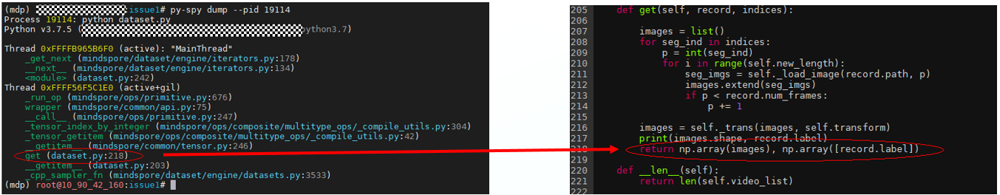 (mdp) :issue1# py-spy dump --pid 19114
Process 19114: python dataset.py
Python v3.7.5 (python3.7)
Thread 0xFFFFB965B6F0 (active): "MainThread"
_get_next (mindspore/dataset/engine/iterators.py:178)
__next__ (mindspore/dataset/engine/iterators.py:134)
<module> (dataset.py:242)
Thread 0xFFFF56F5C1E0 (active+gil)
_run_op (mindspore/ops/primitive.py:676)
wrapper (mindspore/common/api.py:75)
__call__ (mindspore/ops/primitive.py:247)
_tensor_index_by_integer (mindspore/ops/composite/multitype_ops/_compile_utils.py:304)
_tensor_getitem (mindspore/ops/composite/multitype_ops/_compile_utils.py:42)
__getitem__ (mindspore/common/tensor.py:246)
get (dataset.py:218)
__getitem__ (dataset.py:203)
_cpp_sampler_fn (mindspore/dataset/engine/datasets.py:3533)
(mdp) root@10_90_42_160:issue1#
205 def get(self, record, indices):
206
207 images = list()
208 for seg_ind in indices:
209 p = int(seg_ind)
210 for i in range(self.new_length):
211 seg_imgs = self._load_image(record.path, p)
212 images.extend(seg_imgs)
213 if p < record.num_frames:
214 p += 1
215
216 images = self._trans(images, self.transform)
217 print(images.shape, record.label)
218 return np.array(images), np.array([record.label])
219
220 def __len__(self):
221 return len(self.video_list)
222